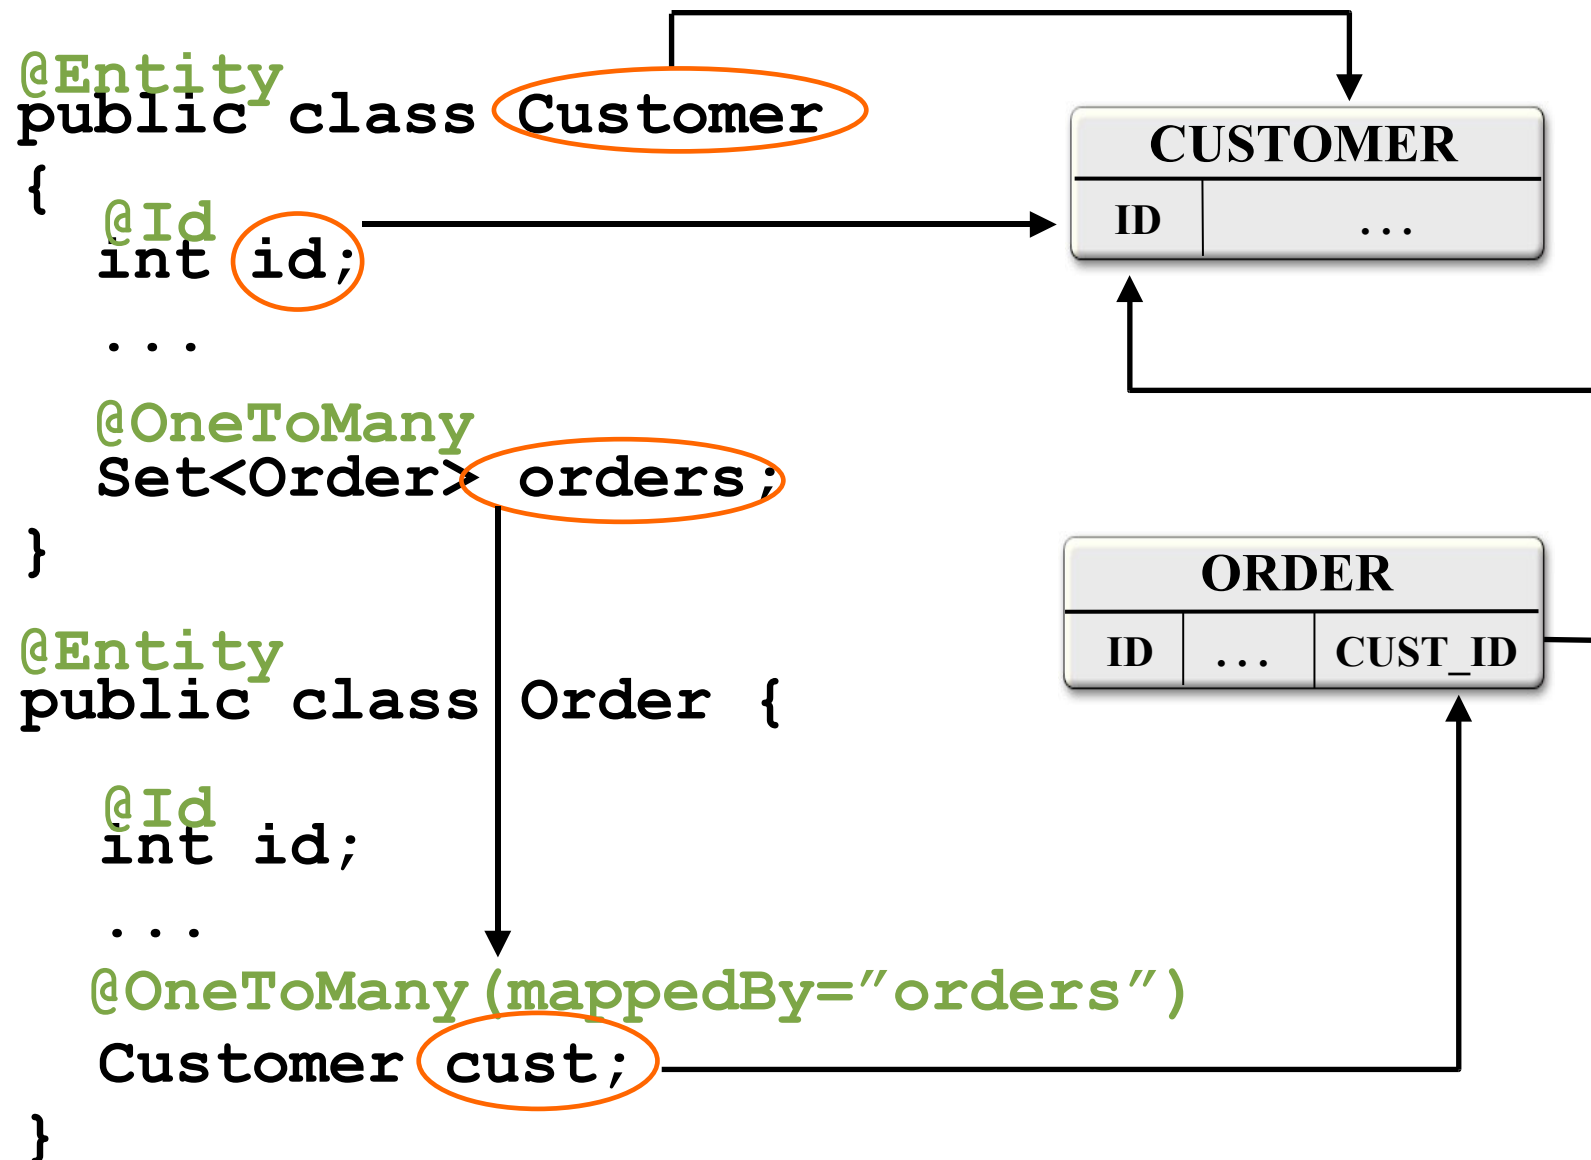 @Entity
public class Customer
{
@Id
int id;
...
@OneToMany
Set<Order> orders;
}
@Entity
public class Order {
@Id
int id;
...
@OneToMany(mappedBy=″orders″)
Customer cust;
}
CUSTOMER
ID ...
ORDER
ID ... CUST_ID